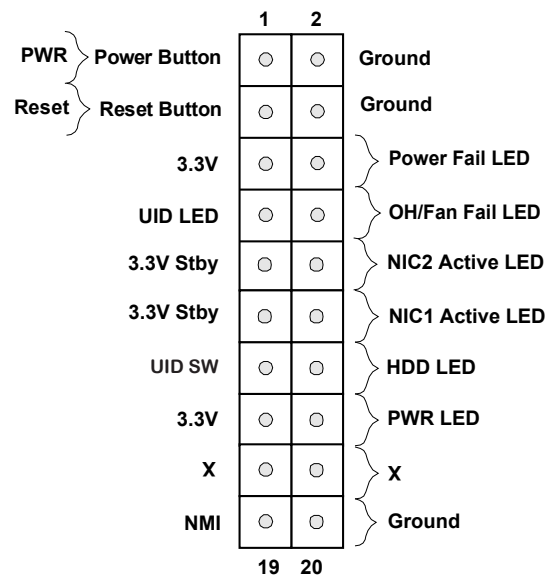 1 2
PWR Power Button Ground
Reset Reset Button Ground
3.3V Power Fail LED
UID LED OH/Fan Fail LED
3.3V Stby NIC2 Active LED
3.3V Stby NIC1 Active LED
UID SW HDD LED
3.3V PWR LED
X X
NMI Ground
19 20